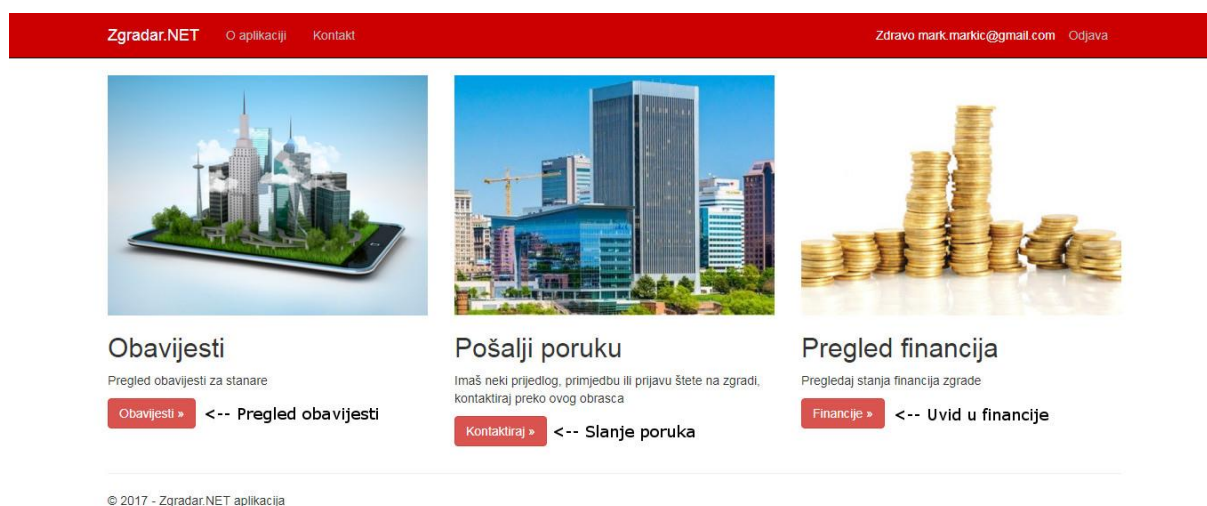 Zgradar.NET O aplikaciji Kontakt Zdravo mark.markic@gmail.com Odjava
Obavijesti
Pregled obavijesti za stanare
Obavijesti »
<-- Pregled obavijesti
Pošalji poruku
Imaš neki prijedlog, primjedbu ili prijavu štete na zgradi,
kontaktiraj preko ovog obrasca
Kontaktiraj »
<-- Slanje poruka
Pregled financija
Pregledaj stanja financija zgrade
Financije »
<-- Uvid u financije
© 2017 - Zgradar.NET aplikacija